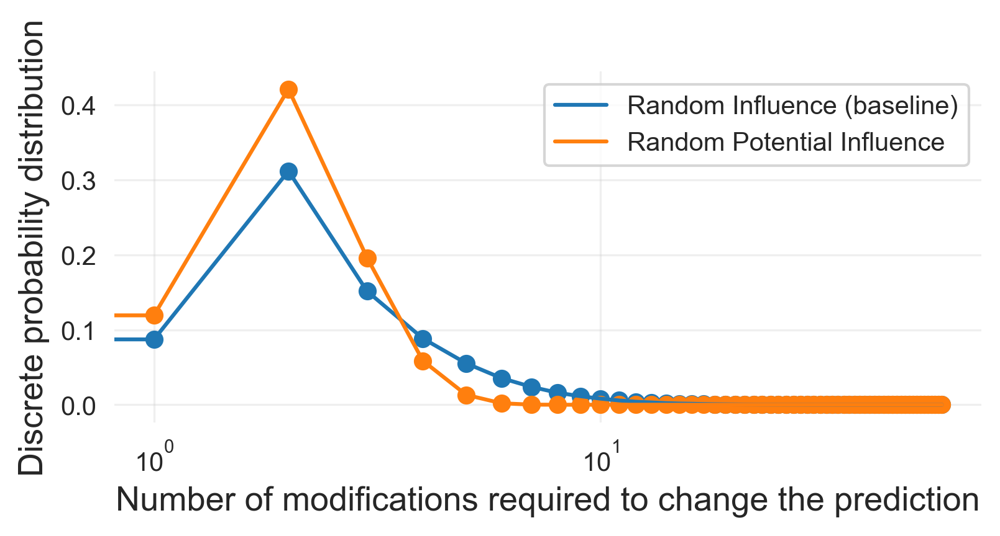 Discrete probability distribution
0.4
0.3
0.2
0.1
0.0
10^0
10^1
Number of modifications required to change the prediction
Random Influence (baseline)
Random Potential Influence